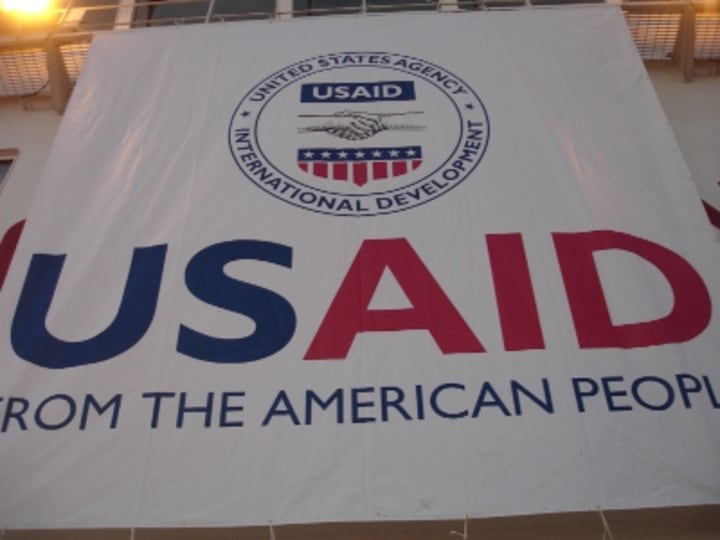 UNITED STATES AGENCY
USAID
INTERNATIONAL DEVELOPMENT
USAID
ROM THE AMERICAN PEOPL